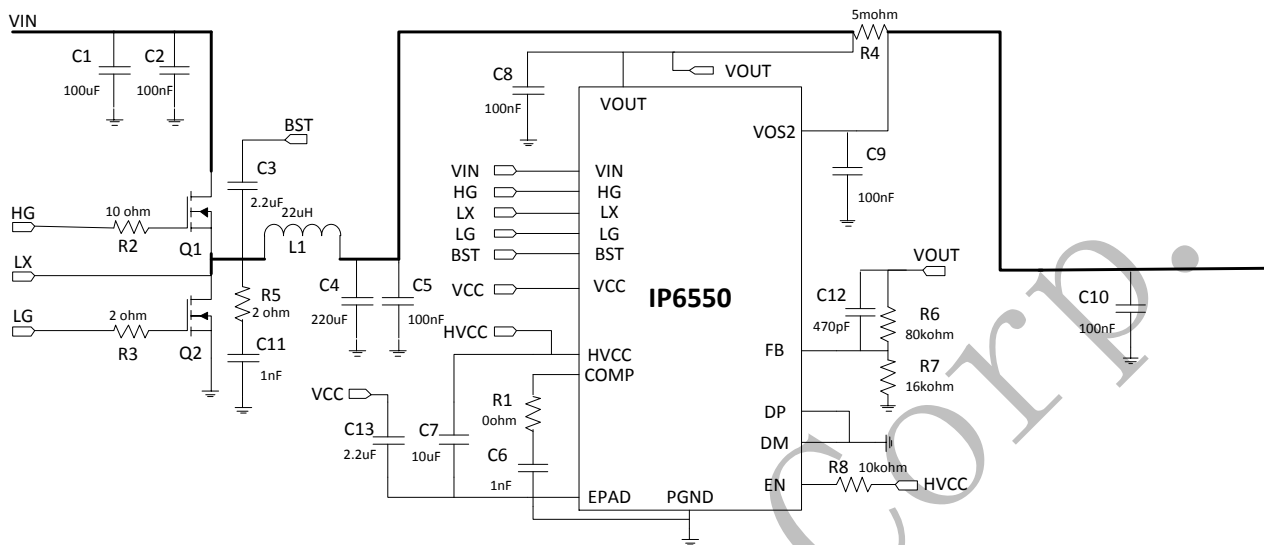 VIN
5mohm
R4
C1
C2
100uF
100nF
C8
100nF
VOUT
VOUT
VOS2
BST
C9
100nF
C3
2.2uF
VIN
VIN
HG
HG
LX
LX
LG
LG
BST
BST
VCC
VCC
HG
10 ohm
R2
Q1
22uH
L1
LX
LG
2 ohm
R3
Q2
R5
2 ohm
C11
1nF
C4
220uF
C5
100nF
IP6550
VOUT
C12
470pF
R6
80kohm
FB
R7
16kohm
C10
100nF
HVCC
HVCC
COMP
VCC
R1
0ohm
C13
2.2uF
C7
10uF
C6
1nF
DP
DM
R8
10kohm
EN
HVCC
EPAD
PGND
Corp.